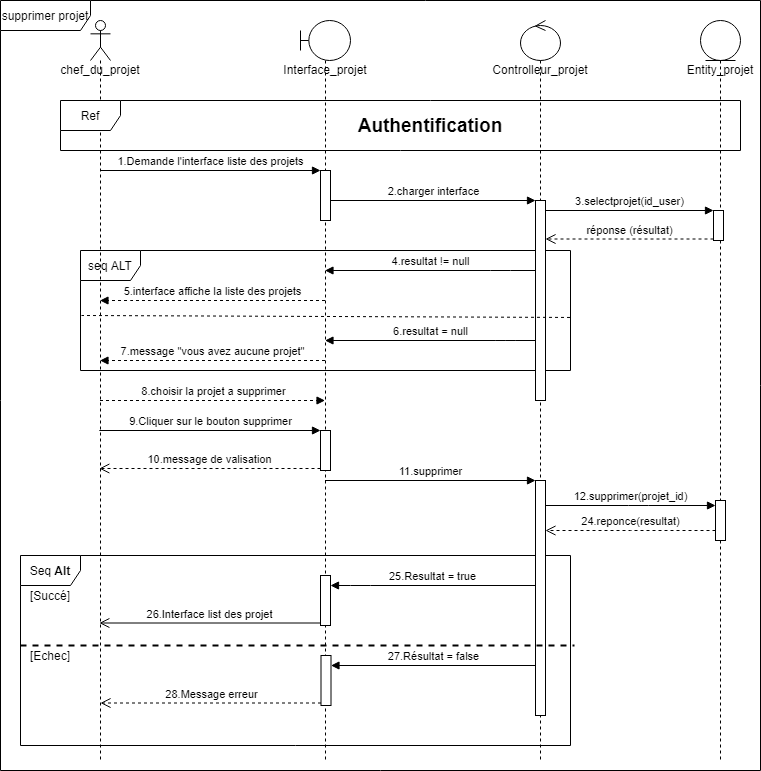 supprimer projet
chef_du_projet
Interface_projet
Controlleur_projet
Entity_projet
Ref
Authentification
1.Demande l'interface liste des projets
2.charger interface
3.selectprojet(id_user)
réponse (résultat)
seq ALT
4.resultat != null
5.interface affiche la liste des projets
6.resultat = null
7.message "vous avez aucune projet"
8.choisir la projet a supprimer
9.Cliquer sur le bouton supprimer
10.message de valisation
11.supprimer
12.supprimer(projet_id)
24.reponce(resultat)
Seq Alt
25.Resultat = true
[Succé]
26.Interface list des projet
[Echec]
27.Résultat = false
28.Message erreur